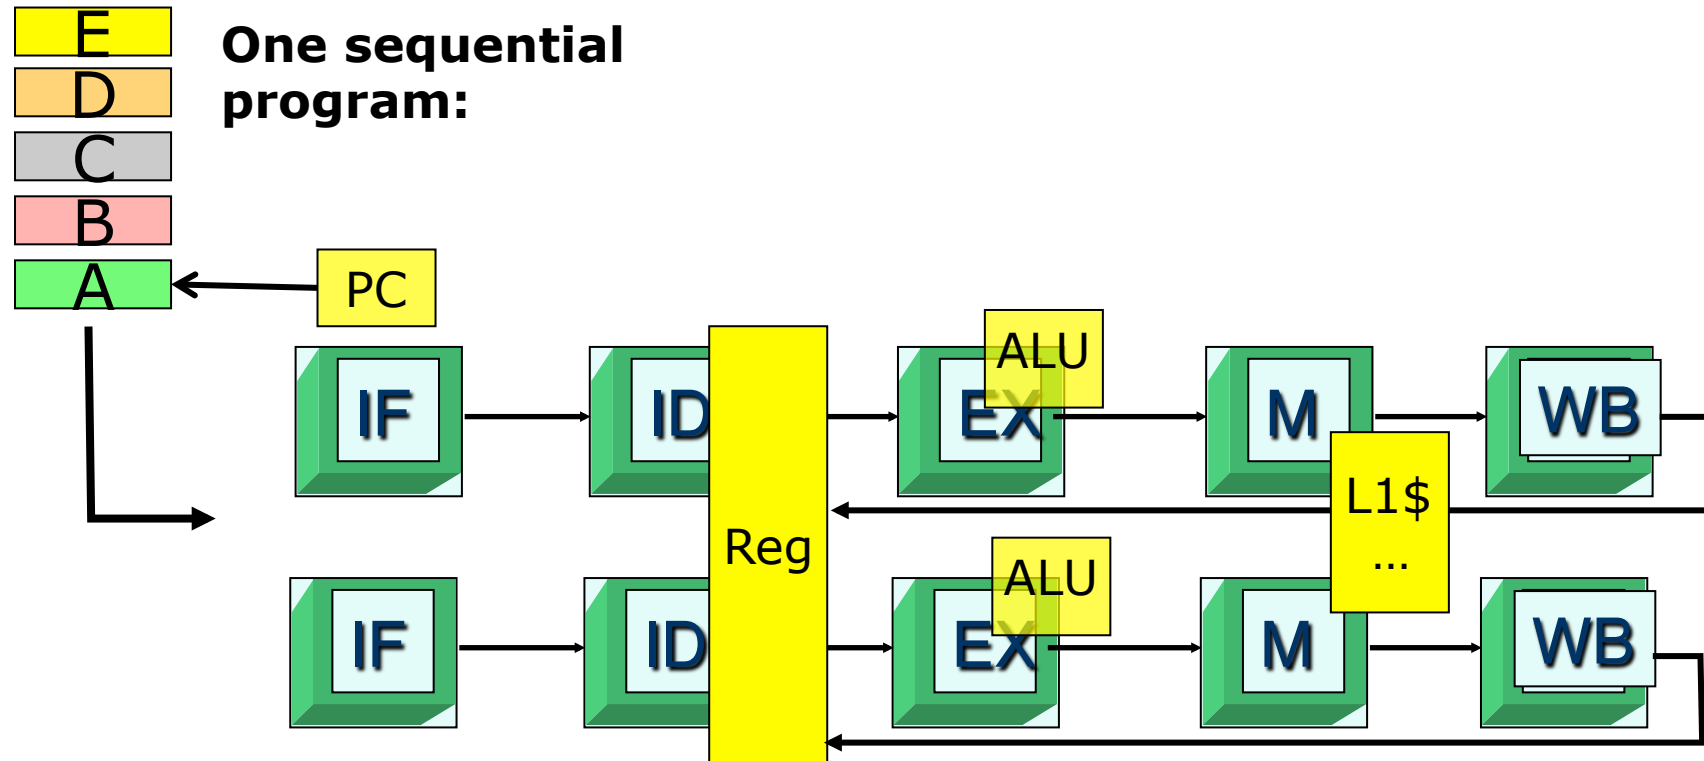 E
One sequential
program:
D
C
B
A
PC
ALU
IF
ID
EX
M
WB
L1$
...
Reg
ALU
IF
ID
EX
M
WB